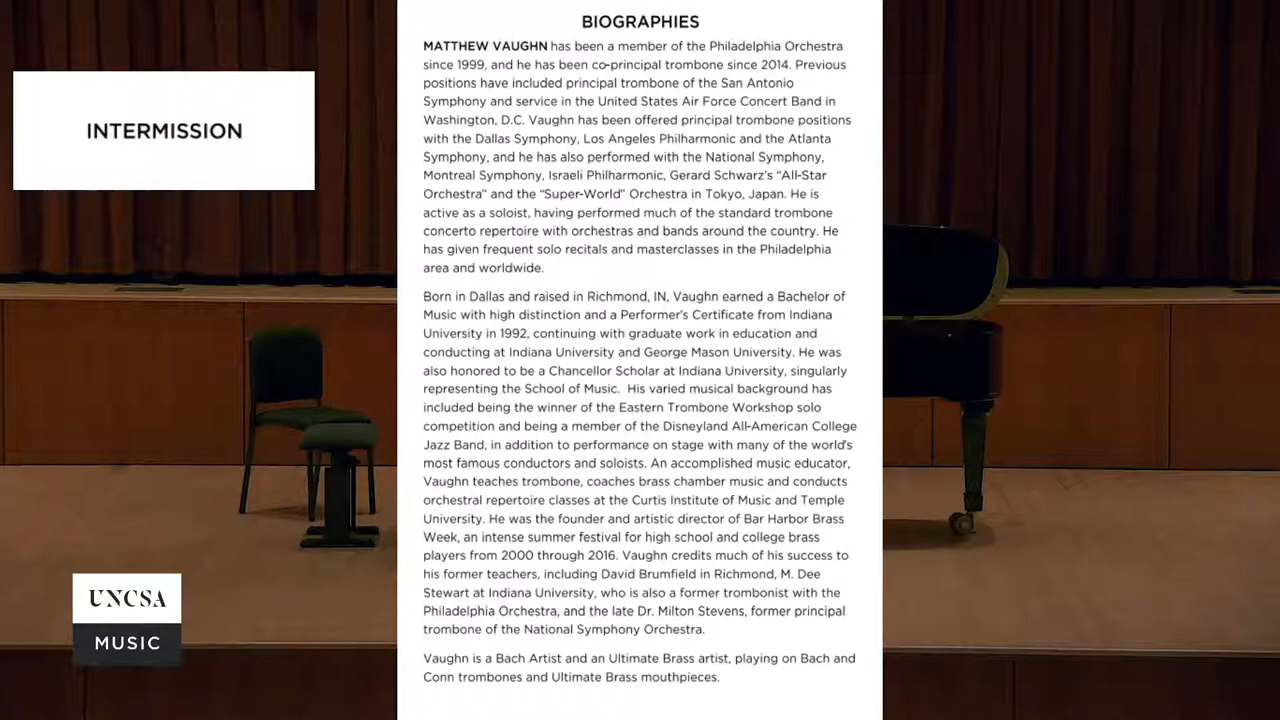 BIOGRAPHIES
MATTHEW VAUGHN has been a member of the Philadelphia Orchestra
since 1999, and he has been co-principal trombone since 2014. Previous
positions have included principal trombone of the San Antonio
Symphony and service in the United States Air Force Concert Band in
Washington, D.C. Vaughn has been offered principal trombone positions
with the Dallas Symphony, Los Angeles Philharmonic and the Atlanta
Symphony, and he has also performed with the National Symphony,
Montreal Symphony, Israeli Philharmonic, Gerard Schwarz's “All-Star
Orchestra” and the “Super-World” Orchestra in Tokyo, Japan. He is
active as a soloist, having performed much of the standard trombone
concerto repertoire with orchestras and bands around the country. He
has given frequent solo recitals and masterclasses in the Philadelphia
area and worldwide.
Born in Dallas and raised in Richmond, IN, Vaughn earned a Bachelor of
Music with high distinction and a Performer's Certificate from Indiana
University in 1992, continuing with graduate work in education and
conducting at Indiana University and George Mason University. He was
also honored to be a Chancellor Scholar at Indiana University, singularly
representing the School of Music. His varied musical background has
included being the winner of the Eastern Trombone Workshop solo
competition and being a member of the Disneyland All-American College
Jazz Band, in addition to performance on stage with many of the world's
most famous conductors and soloists. An accomplished music educator,
Vaughn teaches trombone, coaches brass chamber music and conducts
orchestral repertoire classes at the Curtis Institute of Music and Temple
University. He was the founder and artistic director of Bar Harbor Brass
Week, an intense summer festival for high school and college brass
players from 2000 through 2016. Vaughn credits much of his success to
his former teachers, including David Brumfield in Richmond, M. Dee
Stewart at Indiana University, who is also a former trombonist with the
Philadelphia Orchestra, and the late Dr. Milton Stevens, former principal
trombone of the National Symphony Orchestra.
Vaughn is a Bach Artist and an Ultimate Brass artist, playing on Bach and
Conn trombones and Ultimate Brass mouthpieces.
INTERMISSION
UNCSA
MUSIC